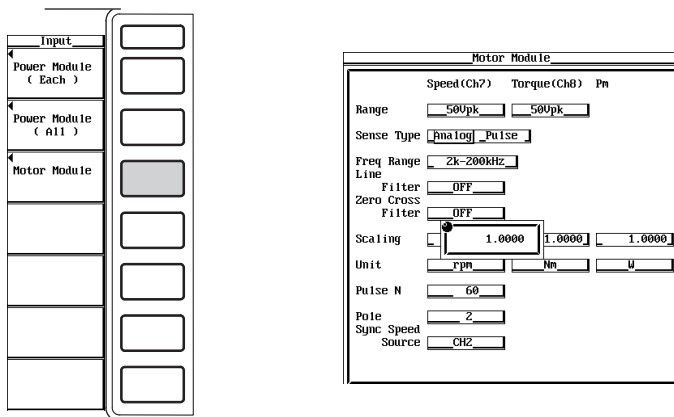 Input
Power Module
( Each )
Power Module
( All )
Motor Module
Motor Module
Speed(Ch7) Torque(Ch8) Pm
Range 50Vpk 50Vpk
Sense Type Analog Pulse
Freq Range 2k-200kHz
Line
Filter OFF
Zero Cross
Filter OFF
Scaling 1.0000 1.0000 1.0000
Unit rpm Nm W
Pulse N 60
Pole 2
Sync Speed
Source CH2